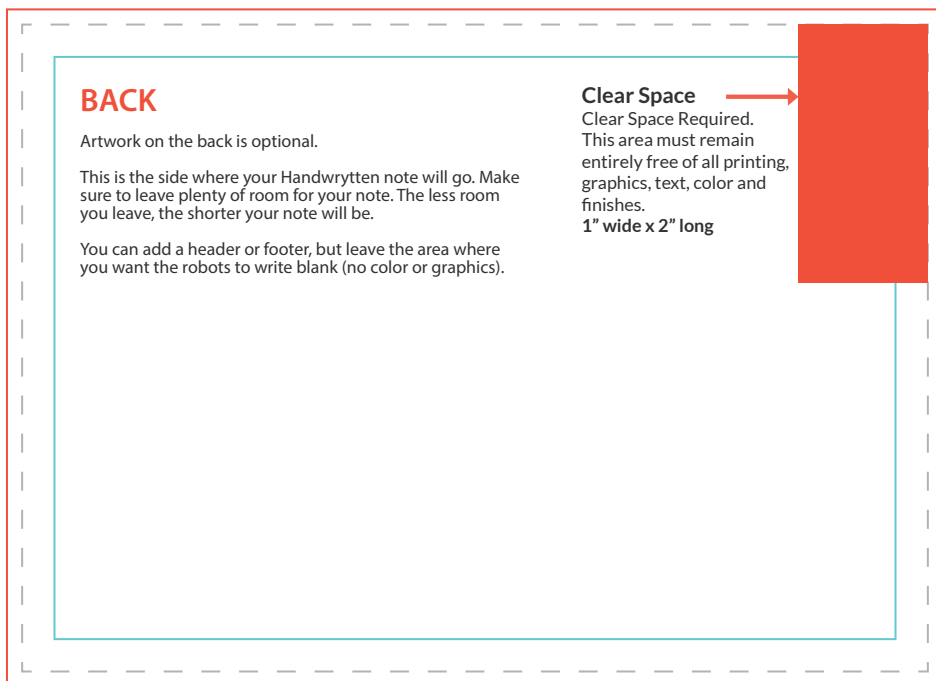 BACK
Artwork on the back is optional.
This is the side where your Handwrytten note will go. Make
sure to leave plenty of room for your note. The less room
you leave, the shorter your note will be.
You can add a header or footer, but leave the area where
you want the robots to write blank (no color or graphics).
Clear Space
Clear Space Required.
This area must remain
entirely free of all printing,
graphics, text, color and
finishes.
1” wide x 2” long